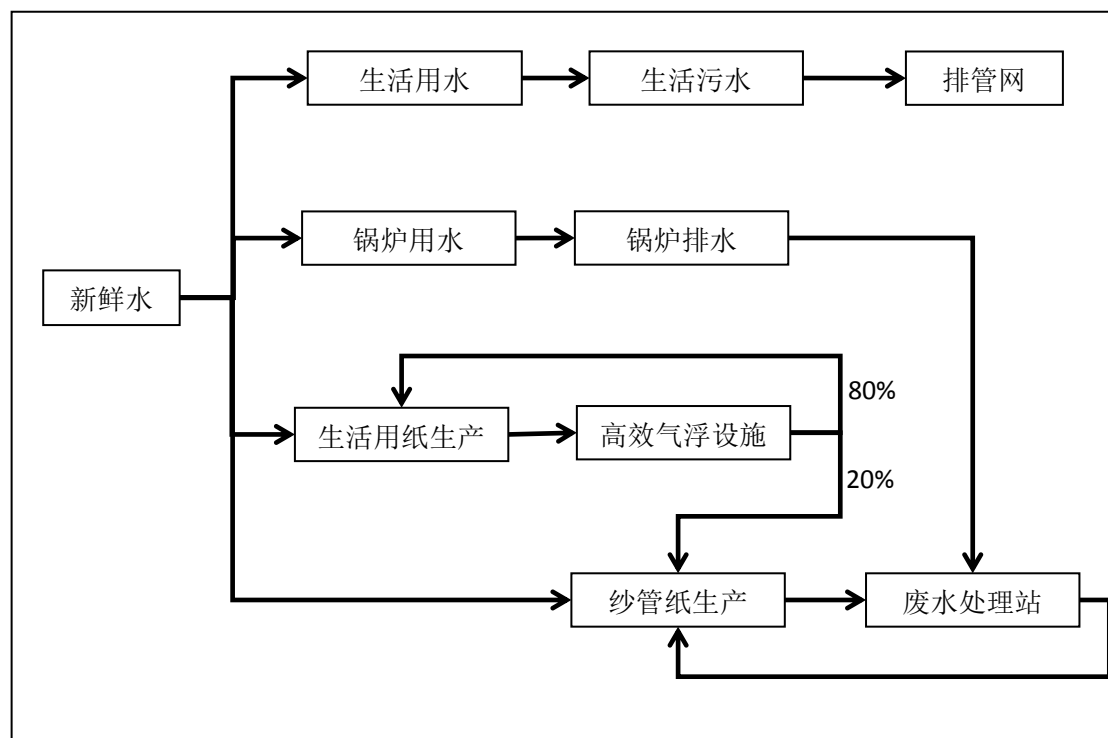 生活用水
生活污水
排管网
锅炉用水
锅炉排水
新鲜水
80%
生活用纸生产
高效气浮设施
20%
纱管纸生产
废水处理站